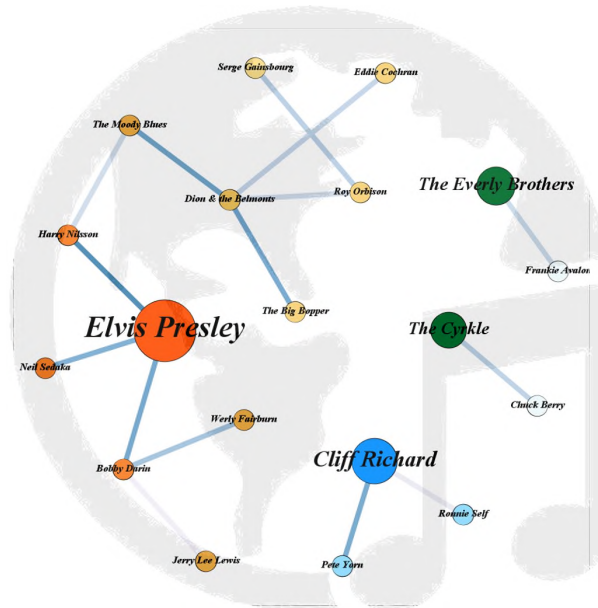 Serge Gainsbourg
Eddie Cochran
The Moody Blues
The Everly Brothers
Dion & the Belmonts
Roy Orbison
Harry Nilsson
Frankie Avalon
The Big Bopper
Elvis Presley
The Cyrkle
Neil Sedaka
Chuck Berry
Werly Fairburn
Cliff Richard
Bobby Darin
Ronnie Self
Jerry Lee Lewis
Pete Yorn